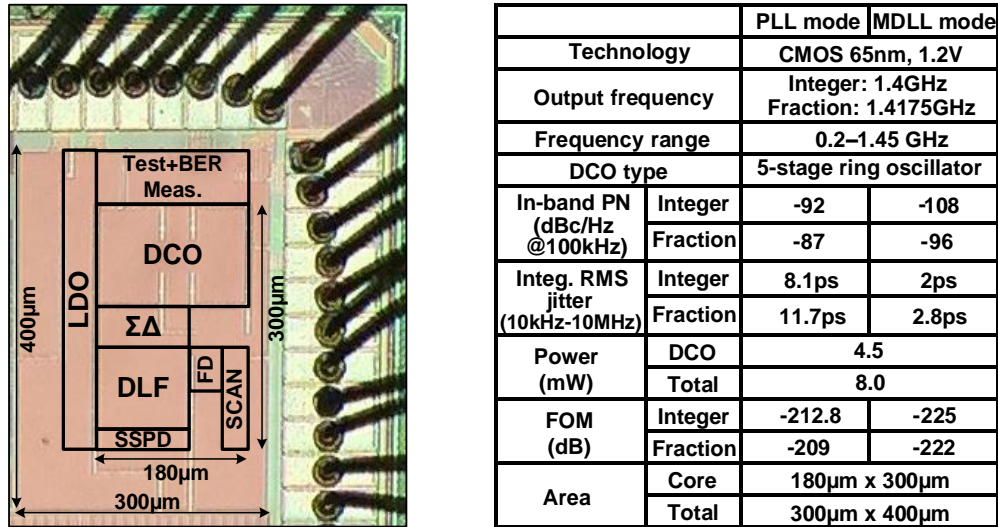 Test+BER
Meas.
DCO
LDO
400µm
300µm
ΣΔ
DLF
FD
SCAN
SSPD
180µm
300µm
PLL mode MDLL mode
Technology CMOS 65nm, 1.2V
Output frequency Integer: 1.4GHz
Fraction: 1.4175GHz
Frequency range 0.2–1.45 GHz
DCO type 5-stage ring oscillator
In-band PN
(dBc/Hz
@100kHz)
Integer -92 -108
Fraction -87 -96
Integ. RMS
jitter
(10kHz-10MHz)
Integer 8.1ps 2ps
Fraction 11.7ps 2.8ps
Power
(mW)
DCO 4.5
Total 8.0
FOM
(dB)
Integer -212.8 -225
Fraction -209 -222
Area
Core 180µm x 300µm
Total 300µm x 400µm